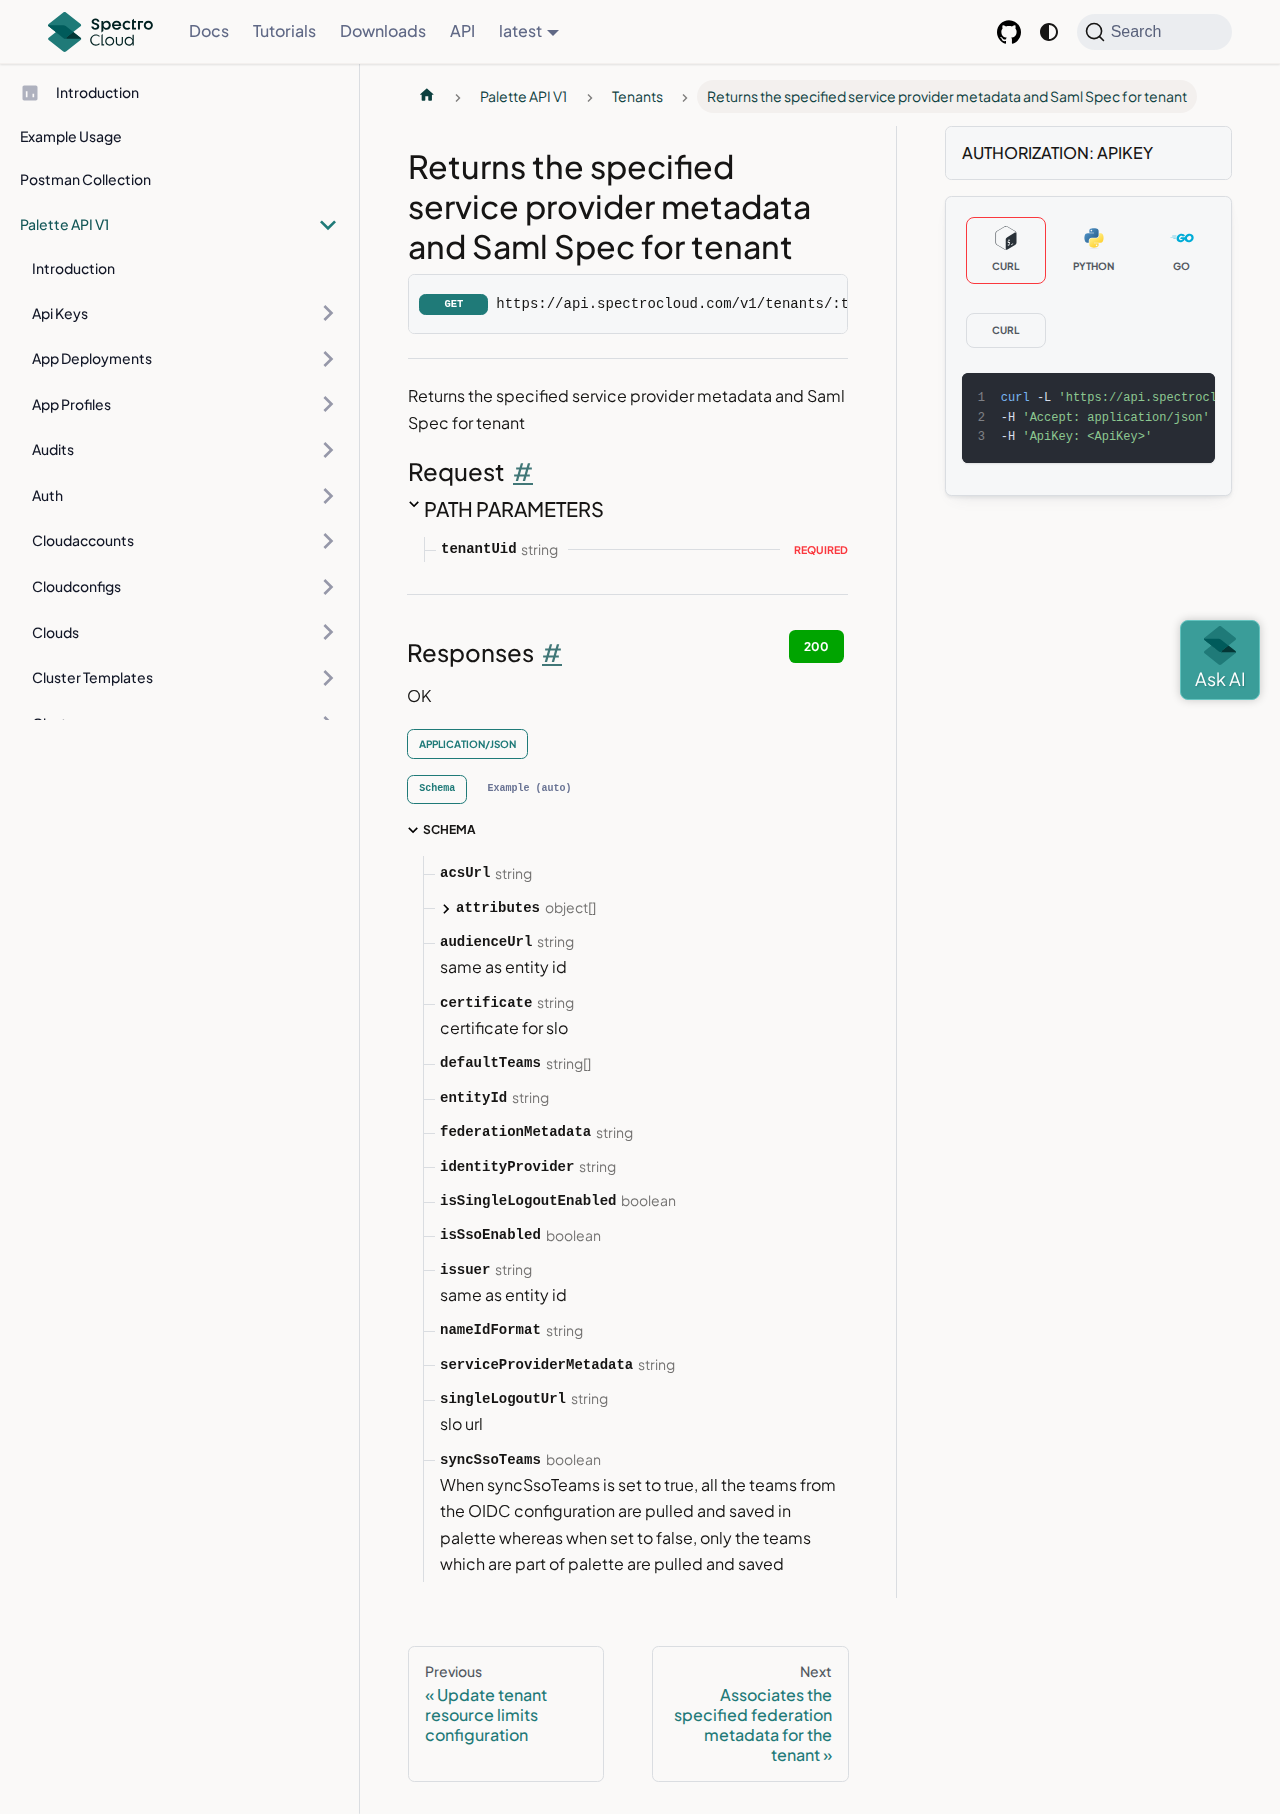 Spectro Cloud
Docs
Tutorials
Downloads
API
latest
Search
Introduction
Example Usage
Postman Collection
Palette API V1
Introduction
Api Keys
App Deployments
App Profiles
Audits
Auth
Cloudaccounts
Cloudconfigs
Clouds
Cluster Templates
Palette API V1
Tenants
Returns the specified service provider metadata and Saml Spec for tenant
Returns the specified
service provider metadata
and Saml Spec for tenant
GET https://api.spectrocloud.com/v1/tenants/:t
Returns the specified service provider metadata and Saml
Spec for tenant
Request #
PATH PARAMETERS
tenantUid string REQUIRED
Responses # 200
OK
APPLICATION/JSON
Schema Example (auto)
SCHEMA
acsUrl string
attributes object[]
audienceUrl string
same as entity id
certificate string
certificate for slo
defaultTeams string[]
entityId string
federationMetadata string
identityProvider string
isSingleLogoutEnabled boolean
isSsoEnabled boolean
issuer string
same as entity id
nameIdFormat string
serviceProviderMetadata string
singleLogoutUrl string
slo url
syncSsoTeams boolean
When syncSsoTeams is set to true, all the teams from
the OIDC configuration are pulled and saved in
palette whereas when set to false, only the teams
which are part of palette are pulled and saved
Previous
« Update tenant
resource limits
configuration
Next
Associates the
specified federation
metadata for the
tenant »
AUTHORIZATION: APIKEY
CURL
PYTHON
GO
CURL
1 curl -L 'https://api.spectrocl
2 -H 'Accept: application/json'
3 -H 'ApiKey: <ApiKey>'
Ask AI